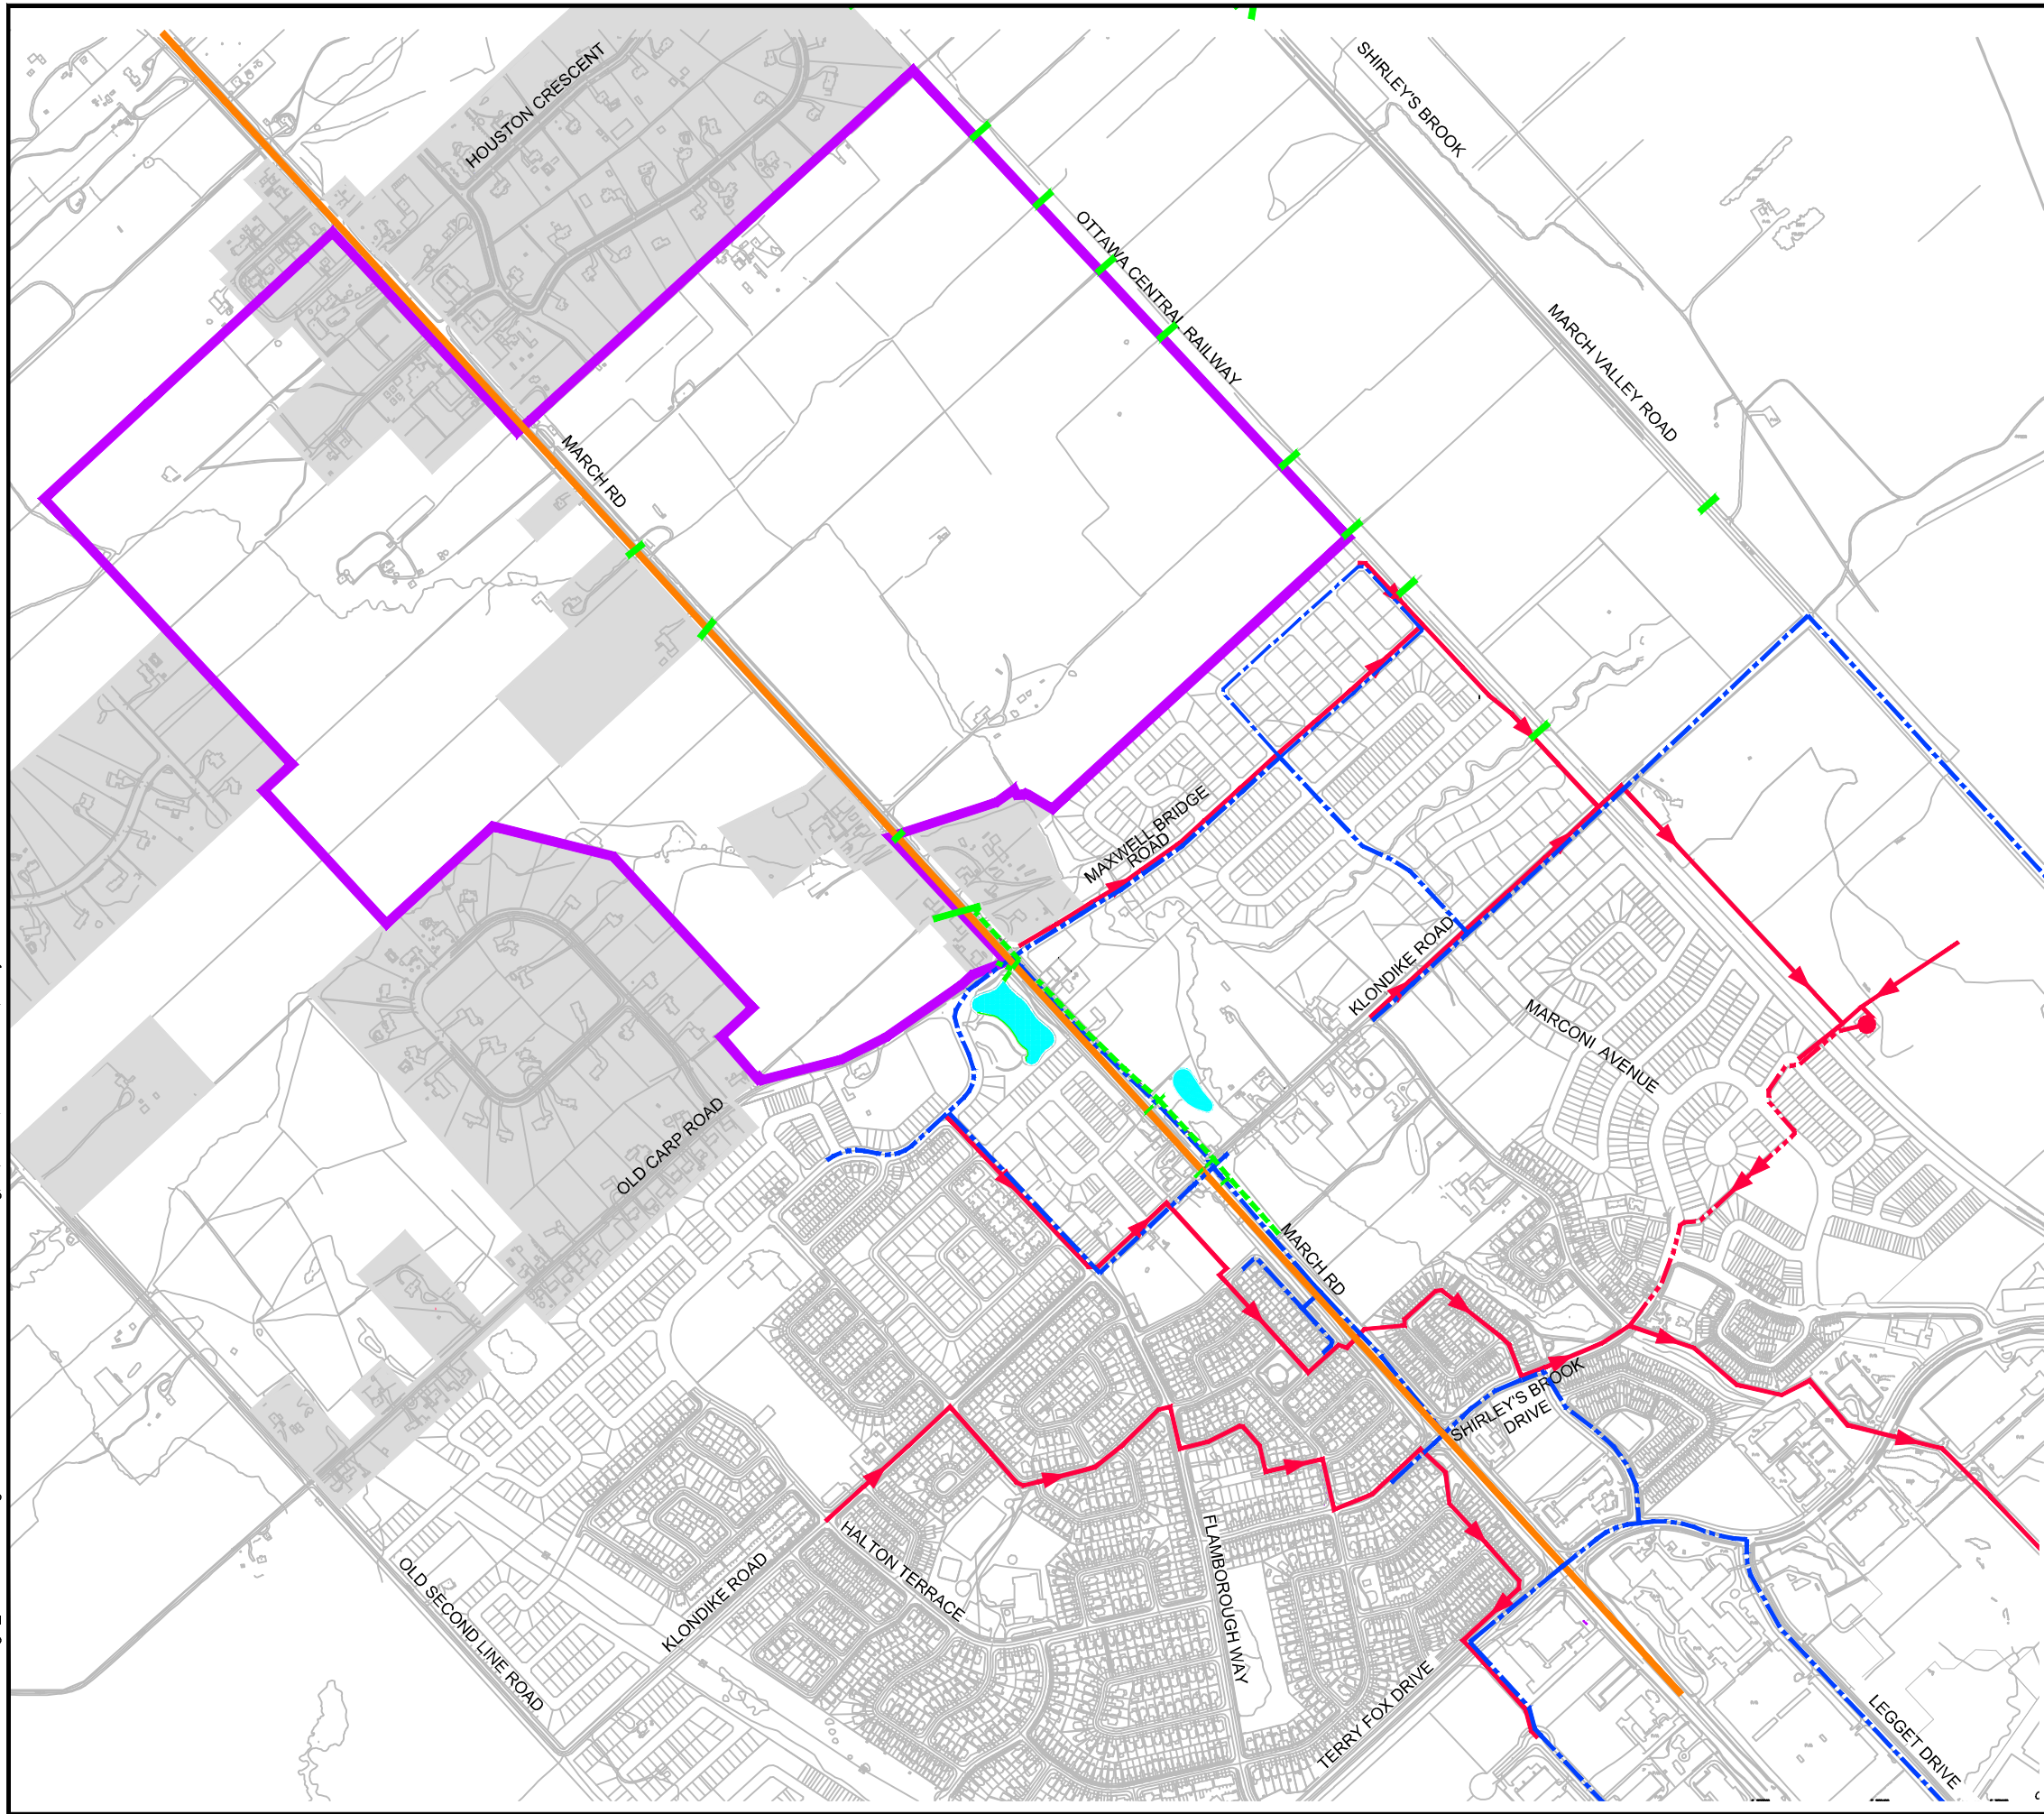 HOUSTON CRESCENT
SHIRLEY'S BROOK
OTTAWA CENTRAL RAILWAY
MARCH VALLEY ROAD
MARCH RD
MAXWELL BRIDGE
ROAD
KLONDIKE ROAD
MARCONI AVENUE
OLD CARP ROAD
MARCH RD
SHIRLEY'S BROOK
DRIVE
HALTON TERRACE
FLAMBOROUGH WAY
KLONDIKE ROAD
OLD SECOND LINE ROAD
TERRY FOX DRIVE
LEGGET DRIVE